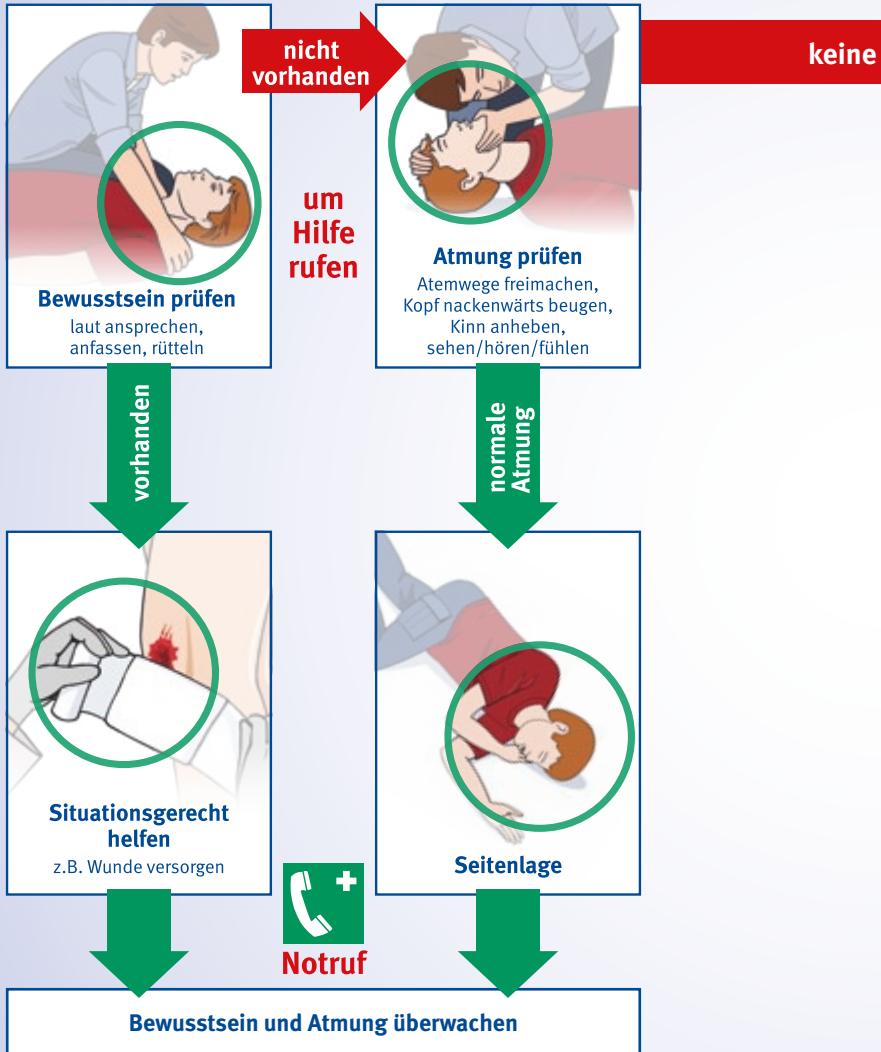 nicht
vorhanden
keine
um
Hilfe
rufen
Bewusstsein prüfen
laut ansprechen,
anfassen, rütteln
Atmung prüfen
Atemwege freimachen,
Kopf nackenwärts beugen,
Kinn anheben,
sehen/hören/fühlen
vorhanden
normale
Atmung
Situationsgerecht
helfen
z.B. Wunde versorgen
Seitenlage
Notruf
Bewusstsein und Atmung überwachen